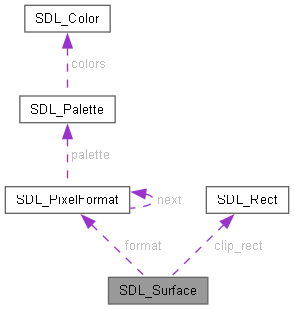 SDL_Color
colors
SDL_Palette
palette
SDL_PixelFormat
next
SDL_Rect
format
clip_rect
SDL_Surface